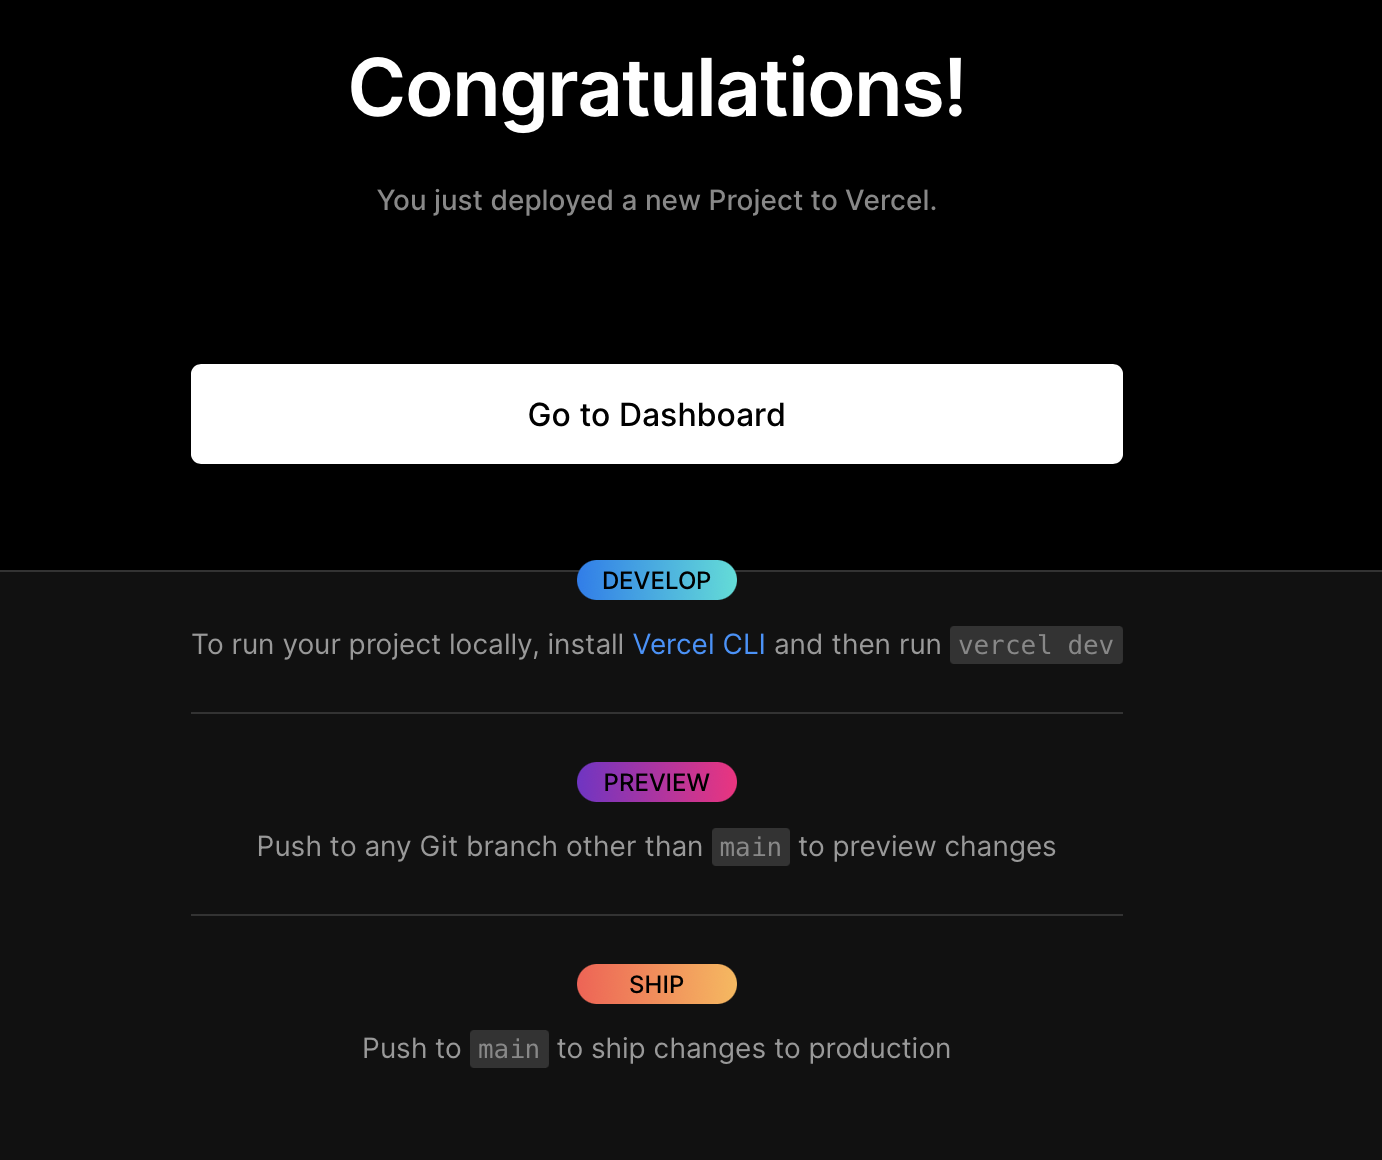 Congratulations!
You just deployed a new Project to Vercel.
Go to Dashboard
DEVELOP
To run your project locally, install Vercel CLI and then run vercel dev
PREVIEW
Push to any Git branch other than main to preview changes
SHIP
Push to main to ship changes to production